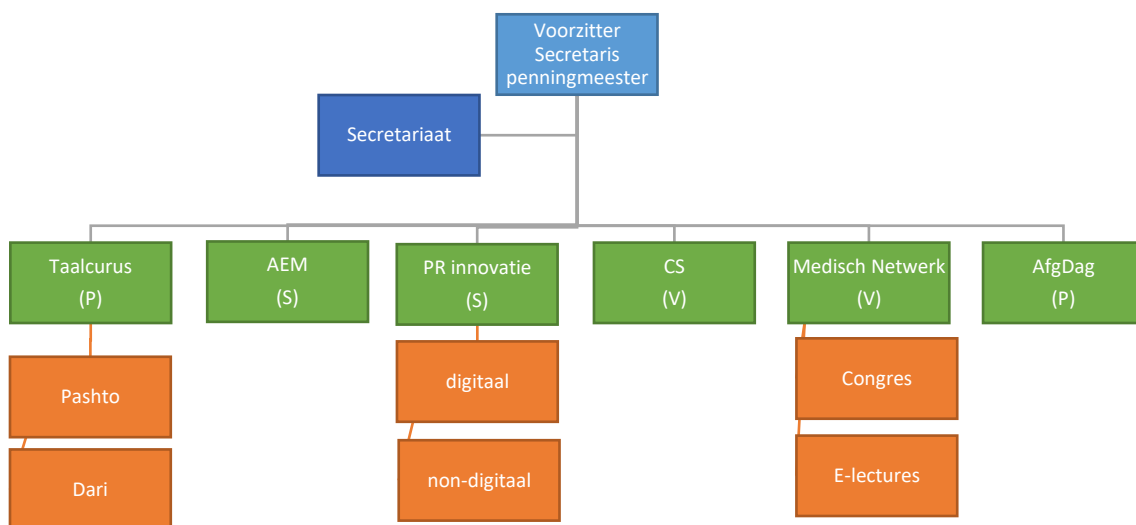 Voorzitter
Secretaris
penningmeester
Secretariaat
Taalcurus
(P)
AEM
(S)
PR innovatie
(S)
CS
(V)
Medisch Netwerk
(V)
AfgDag
(P)
Pashto
digitaal
Congres
Dari
non-digitaal
E-lectures